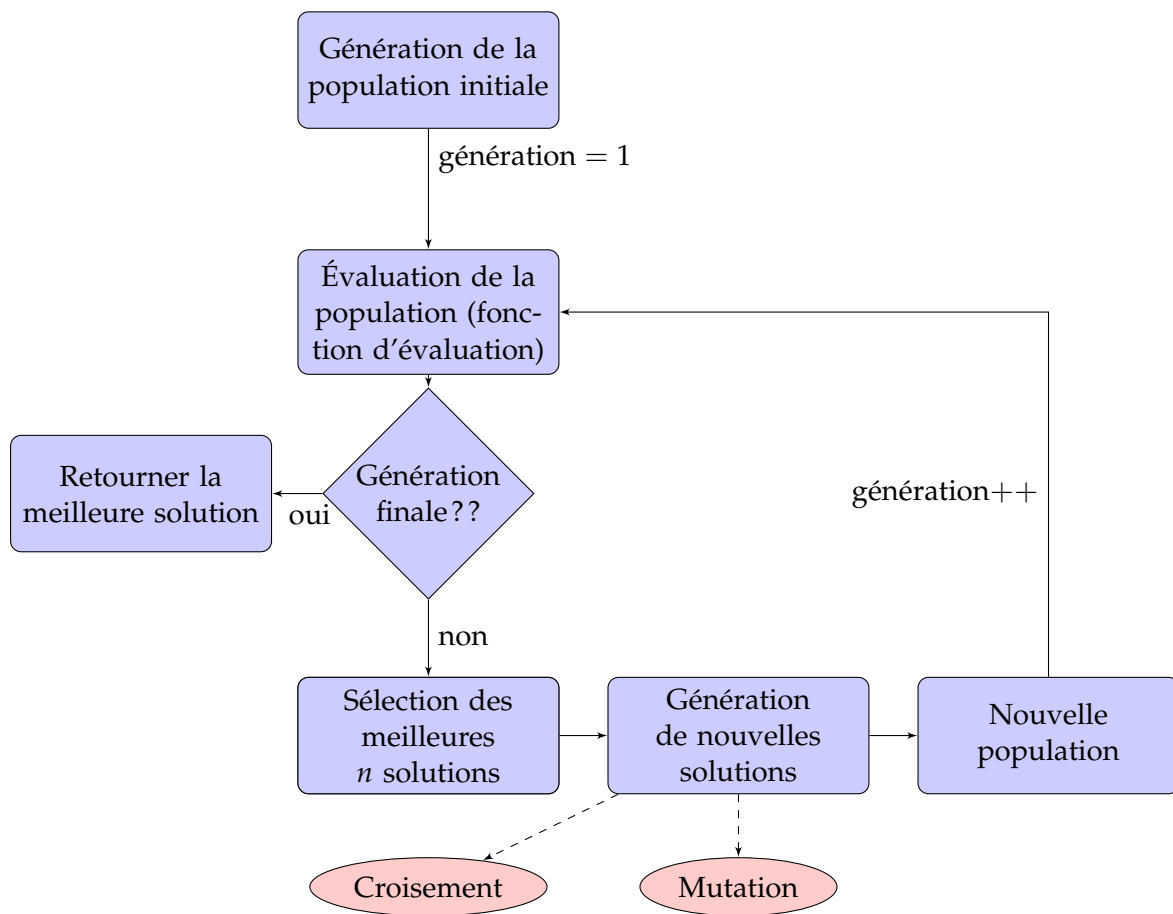 Génération de la
population initiale
génération = 1
Évaluation de la
population (fonc-
tion d'évaluation)
Génération
finale??
Retourner la
meilleure solution
oui
génération++
non
Sélection des
meilleures
n solutions
Génération
de nouvelles
solutions
Nouvelle
population
Croisement
Mutation